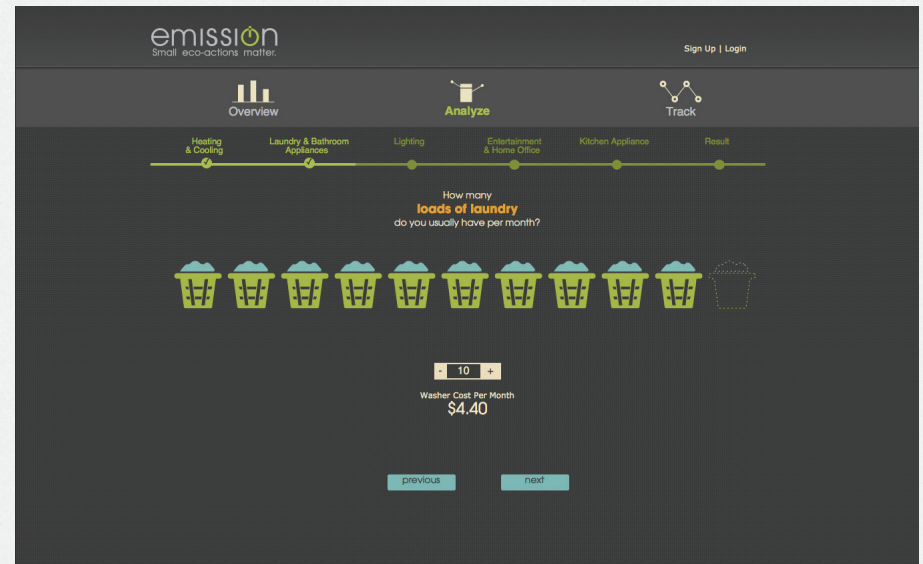 emission
Small eco-actions matter.
Sign Up | Login
Overview
Analyze
Track
Heating
& Cooling
Laundry & Bathroom
Appliances
Lighting
Entertainment
& Home Office
Kitchen Appliance
Result
How many
loads of laundry
do you usually have per month?
- 10 +
Washer Cost Per Month
$4.40
previous
next